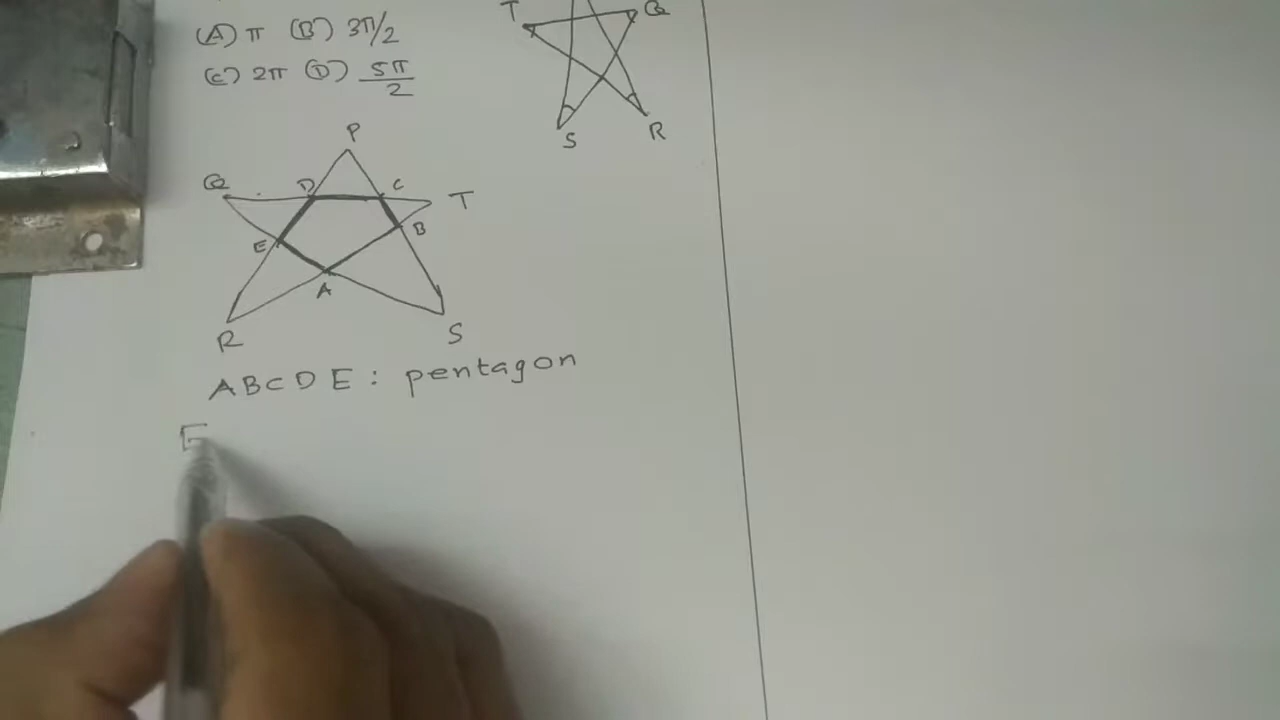 (A) π (B) 3π/2
(C) 2π (D) 5π/2
T
Q
S
R
P
Q
D
C
T
E
B
A
R
S
ABCDE : pentagon
E